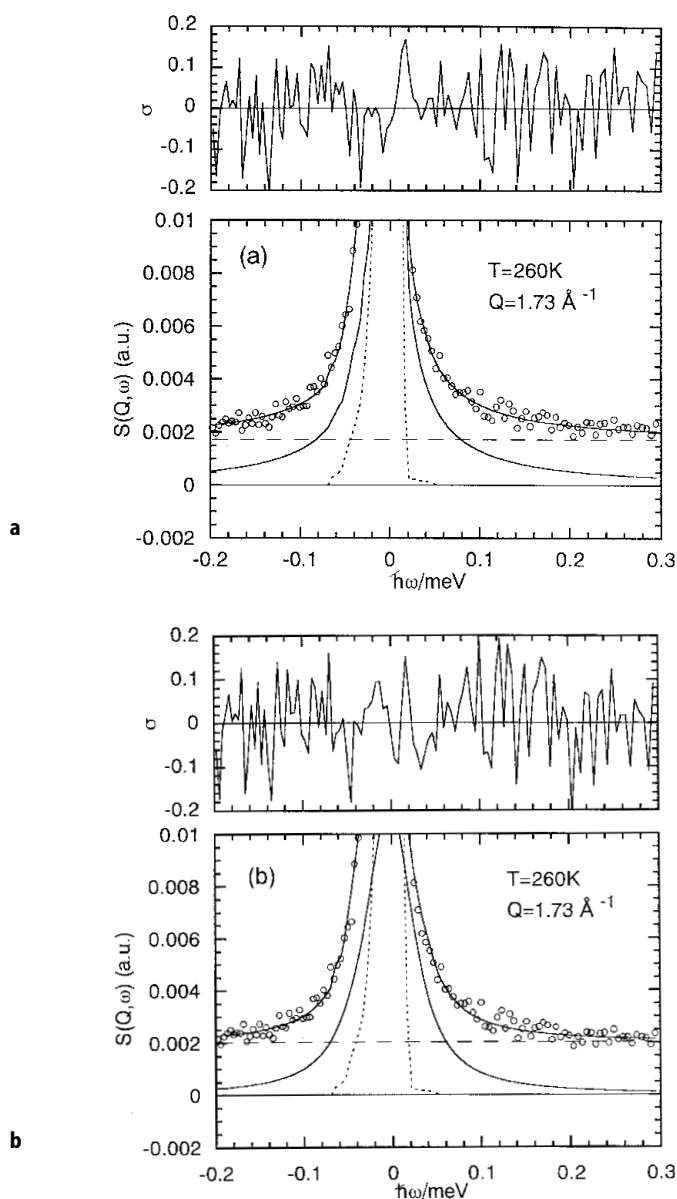 0.2
0.1
0
-0.1
-0.2
σ
0.01
0.008
0.006
0.004
0.002
0
-0.002
S(Q,ω) (a.u.)
(a)
T=260K
Q=1.73 Å⁻¹
-0.2 -0.1 0 0.1 0.2 0.3
ħω/meV
a
0.2
0.1
0
-0.1
-0.2
σ
0.01
0.008
0.006
0.004
0.002
0
-0.002
S(Q,ω) (a.u.)
(b)
T=260K
Q=1.73 Å⁻¹
-0.2 -0.1 0 0.1 0.2 0.3
ħω/meV
b